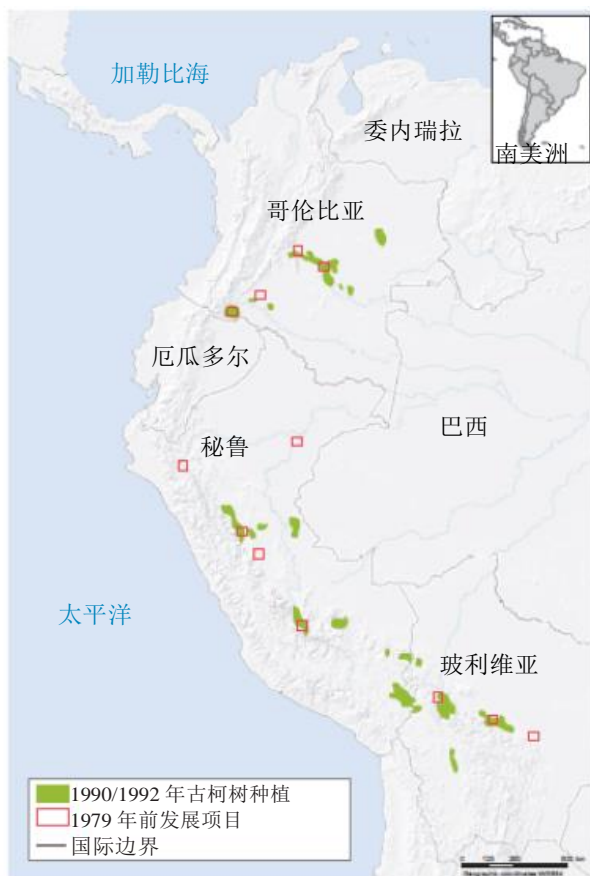 加勒比海
委内瑞拉
南美洲
哥伦比亚
厄瓜多尔
巴西
秘鲁
太平洋
玻利维亚
1990/1992 年古柯树种植
1979 年前发展项目
国际边界